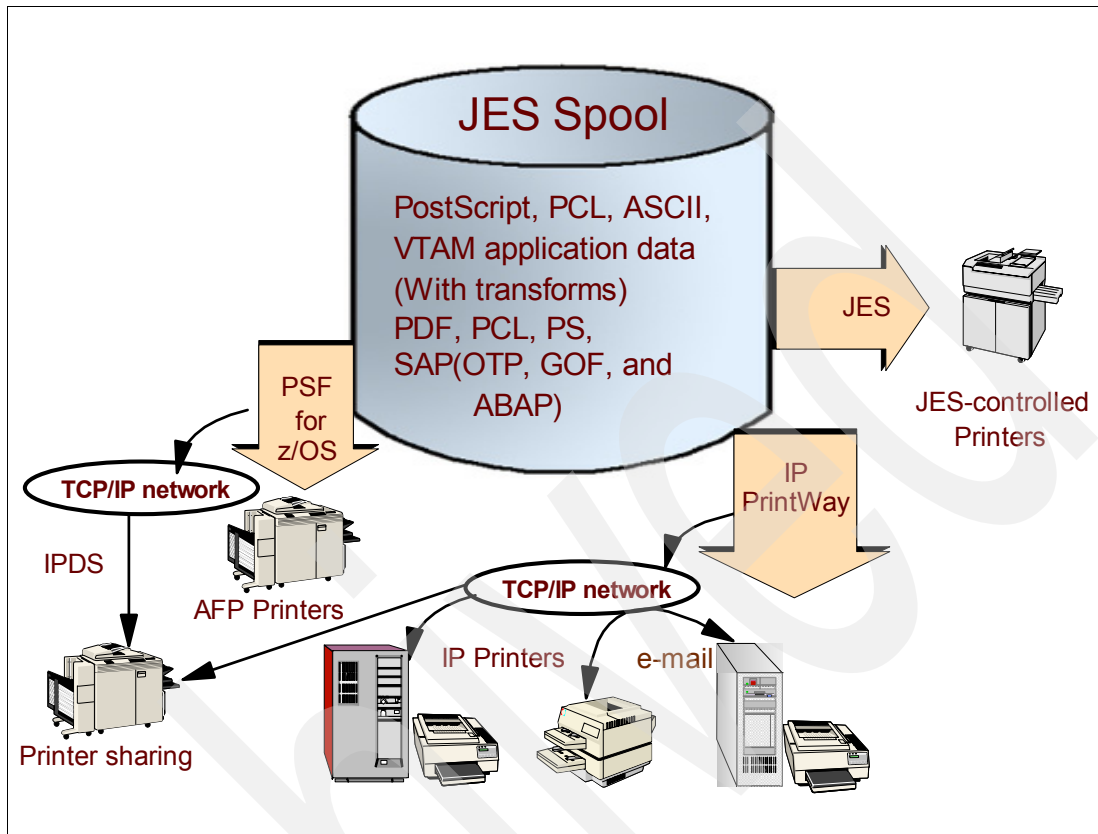 JES Spool
PostScript, PCL, ASCII,
VTAM application data
(With transforms)
PDF, PCL, PS,
SAP(OTP, GOF, and
ABAP)
JES
JES-controlled
Printers
PSF
for
z/OS
TCP/IP network
IPDS
AFP Printers
Printer sharing
IP
PrintWay
TCP/IP network
IP Printers
e-mail